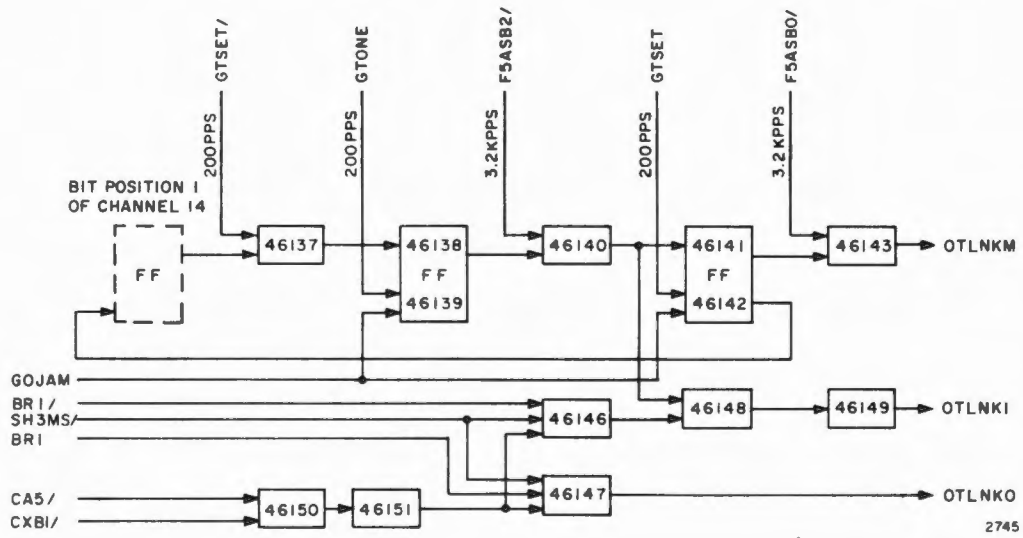 GTSET/
200PPS
GTONE
200PPS
F5ASB2/
3.2KPPS
GTSET
200PPS
F5ASB0/
3.2KPPS
BIT POSITION 1
OF CHANNEL 14
FF
46137
46138
FF
46139
46140
46141
FF
46142
46143
OTLNKM
GOJAM
BR1/
SH3MS/
BR1
46146
46148
46149
OTLNK1
CA5/
CXB1/
46150
46151
46147
OTLNK0
2745